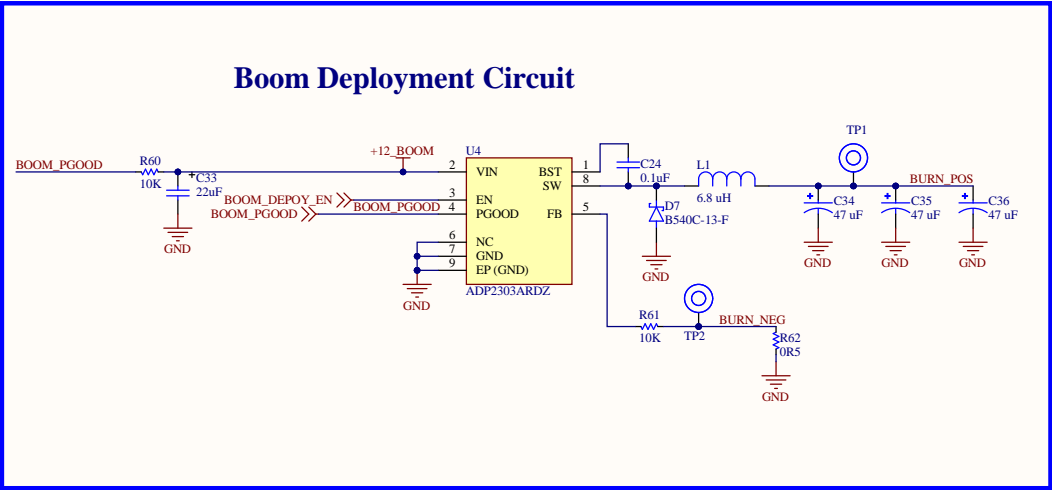 Boom Deployment Circuit
TP1
+12_BOOM
U4
BOOM_PGOOD
R60
10K
+
C33
22uF
2
VIN
BST
1
C24
0.1uF
L1
6.8 uH
SW
8
BURN_POS
BOOM_DEPOY_EN
3
EN
BOOM_PGOOD
BOOM_PGOOD
4
PGOOD
FB
5
D7
B540C-13-F
+
C34
47 uF
+
C35
47 uF
+
C36
47 uF
GND
6
NC
7
GND
9
EP (GND)
GND
GND
GND
GND
GND
ADP2303ARDZ
R61
10K
TP2
BURN_NEG
R62
0R5
GND